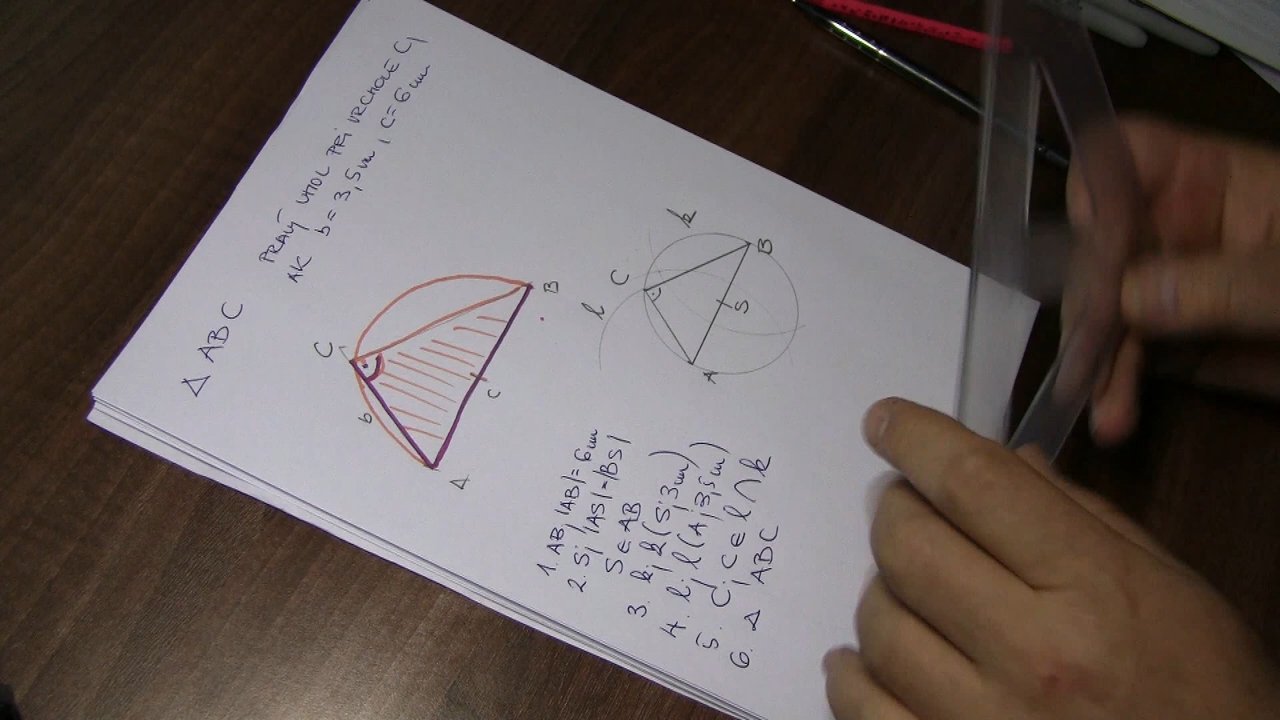 Δ ABC PRAVÝ UHOL PRI VRCHOLE C,
AK b = 3,5 cm, c = 6 cm
C
b
A
c
B
k
C
l
B
S
A
1. AB; |AB| = 6 cm
2. S; |AS| = |BS|
S ∈ AB
3. k; k(S; 3 cm)
4. l; l(A; 3,5 cm)
5. C; C ∈ l ∩ k
6. Δ ABC